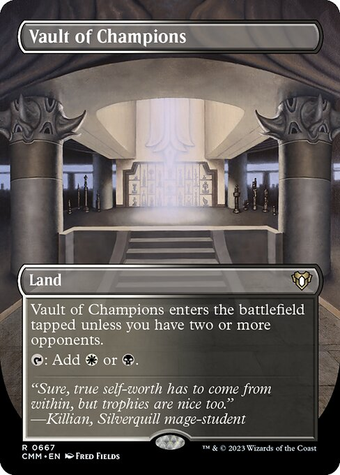 Vault of Champions
Land
Vault of Champions enters the battlefield
tapped unless you have two or more
opponents.
: Add or .
“Sure, true self-worth has to come from
within, but trophies are nice too.”
—Killian, Silverquill mage-student
R 0667
CMM • EN Fred Fields
™ & © 2023 Wizards of the Coast